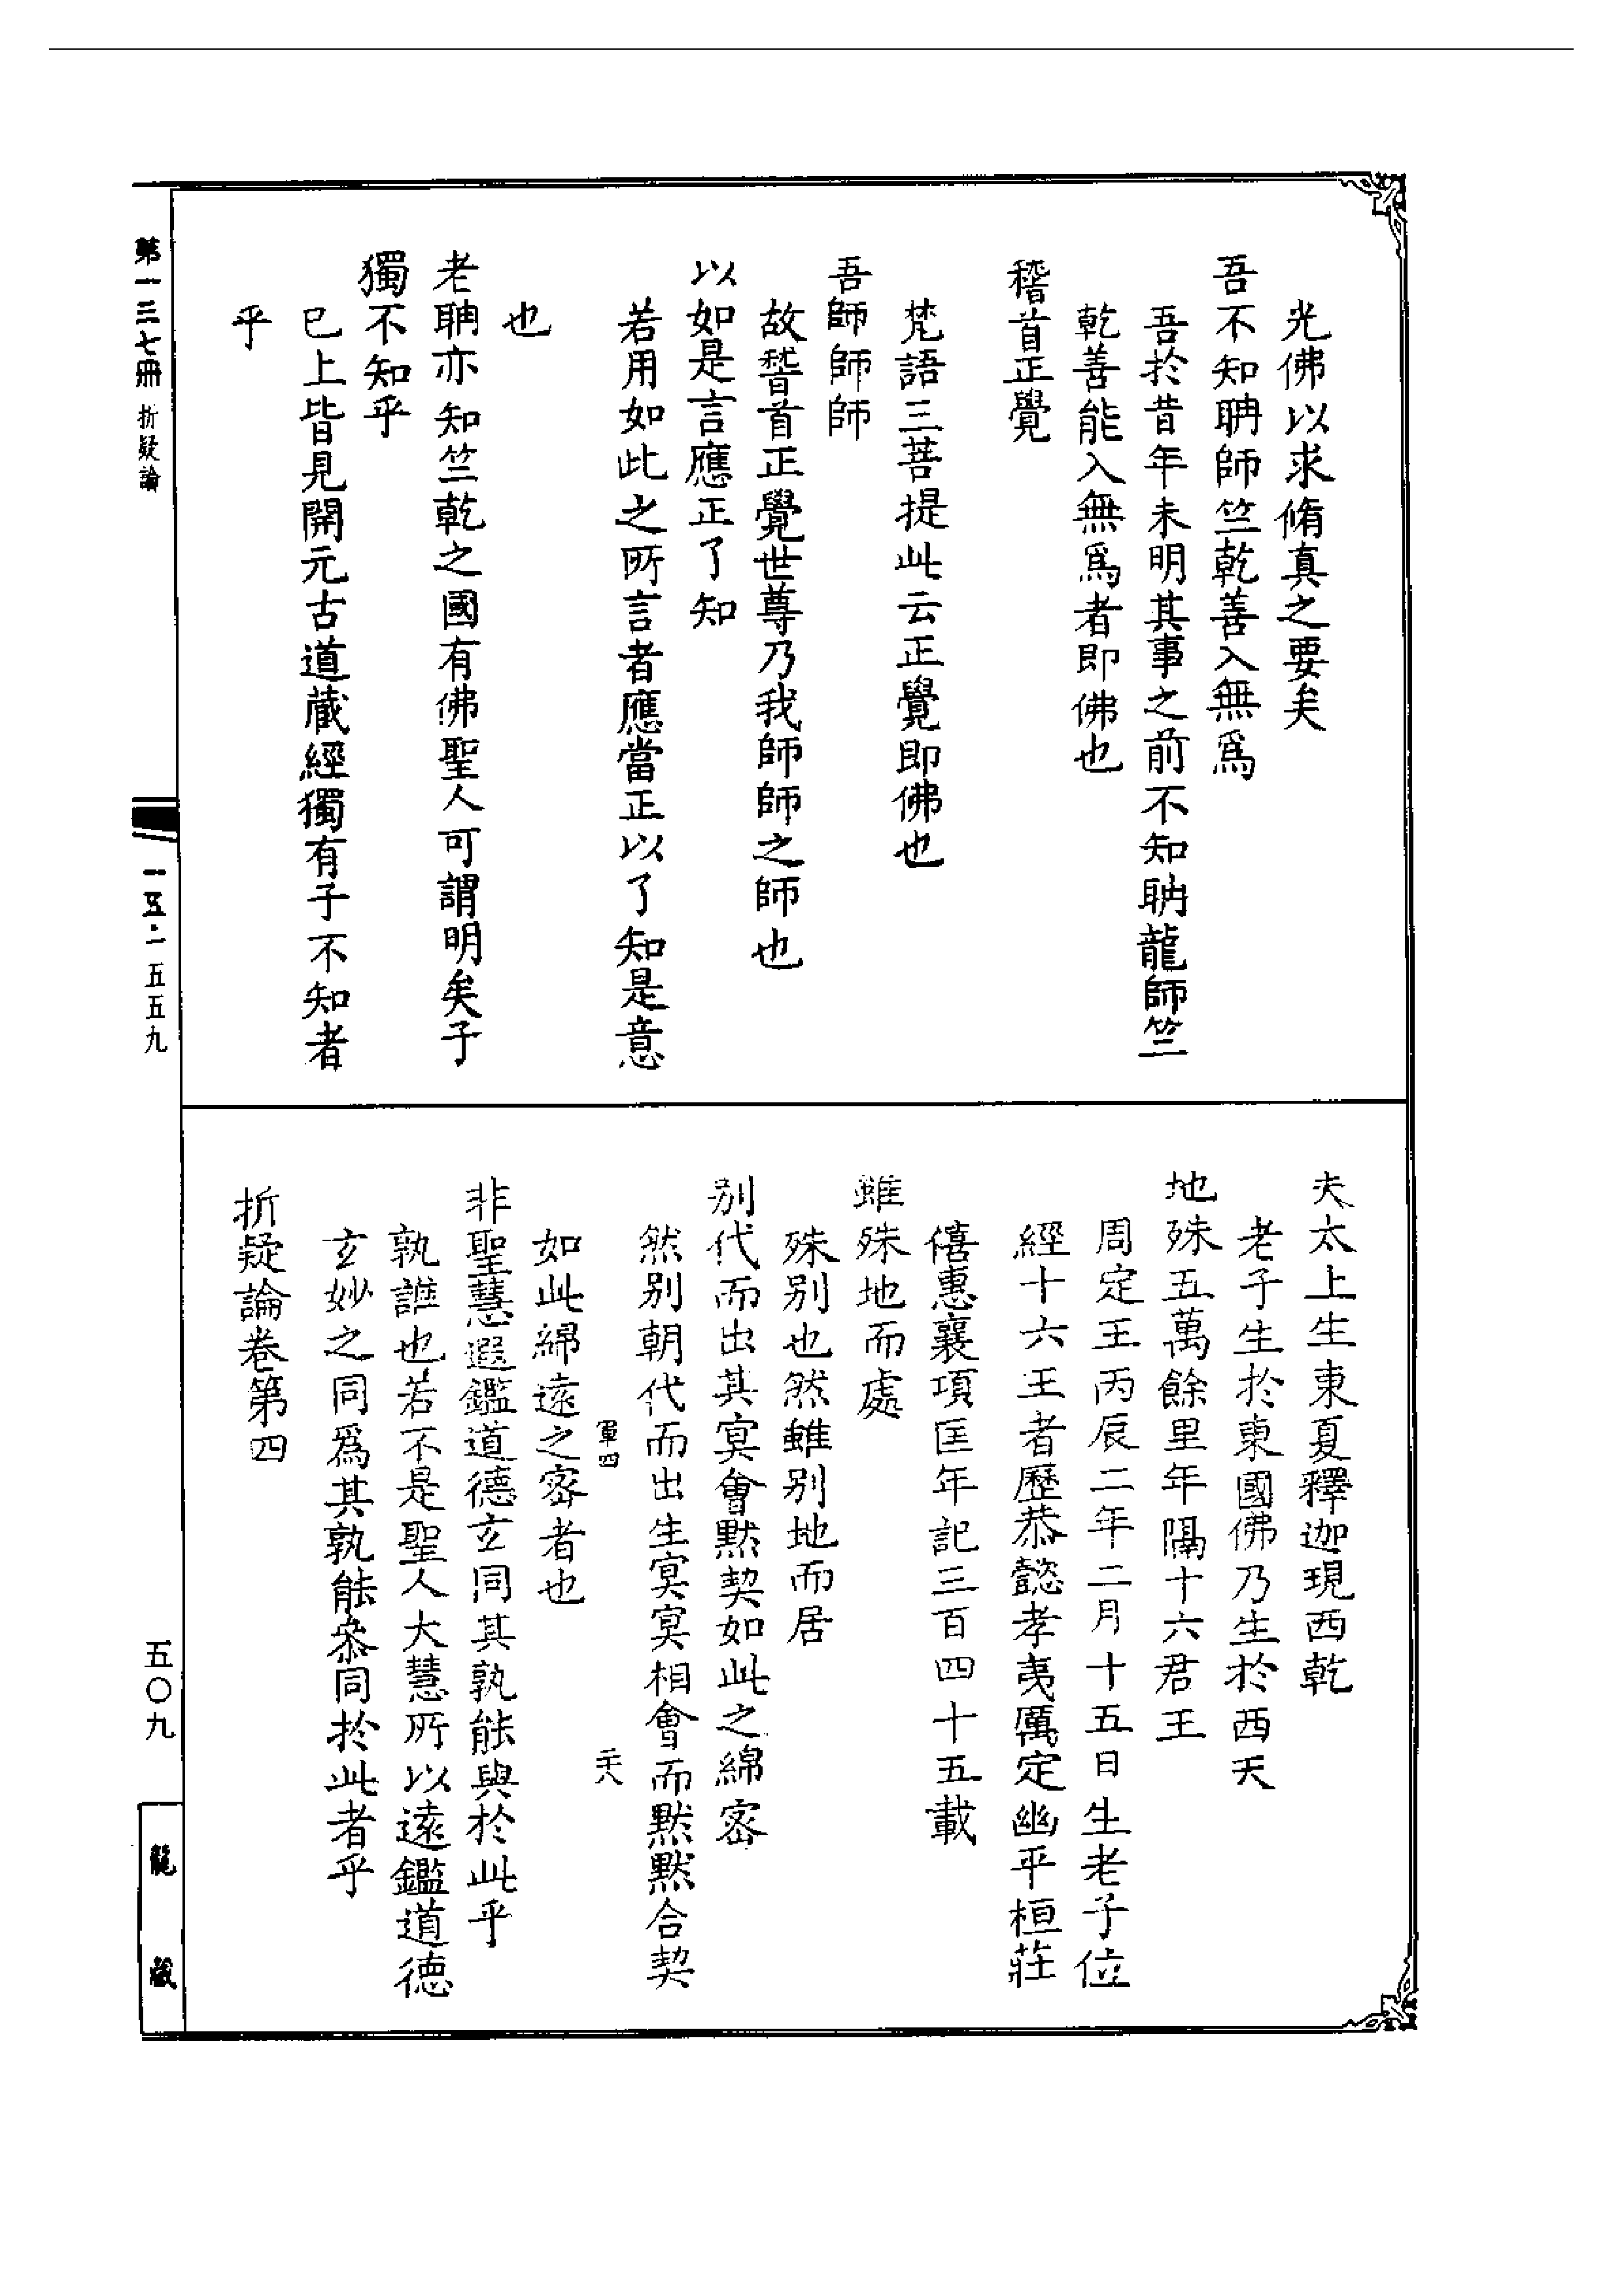 光佛以求脩真之要矣
吾不知聃師竺乾善入無爲
吾於昔年未明其事之前不知聃龍師竺
乾善能入無爲者即佛也
稽首正覺
梵語三菩提此云正覺即佛也
吾師師師
故稽首正覺世尊乃我師師之師也
以如是言應正了知
若用如此之所言者應當正以了知是意
也
老聃亦知竺乾之國有佛聖人可謂明矣子
獨不知乎
已上皆見開元古道藏經獨有子不知者
乎
夫太上生東夏釋迦現西乾
老子生於東國佛乃生於西天
地殊五萬餘里年隔十六君王
周定王丙辰二年二月十五日生老子位
經十六王者歷恭懿孝夷厲定幽平桓莊
僖惠襄項匡年記三百四十五載
雖殊地而處
殊別也然雖別地而居
別代而出其冥會默契如此之綿密
然別朝代而出生冥冥相會而默默合契
軍四 二六
如此綿遠之密者也
非聖慧遐鑑道德玄同其孰能與於此乎
孰誰也若不是聖人大慧所以遠鑑道德
玄妙之同爲其孰能叅同於此者乎
折疑論卷第四
第一三七冊 折疑論
一五二 五五九
五〇九
龍藏